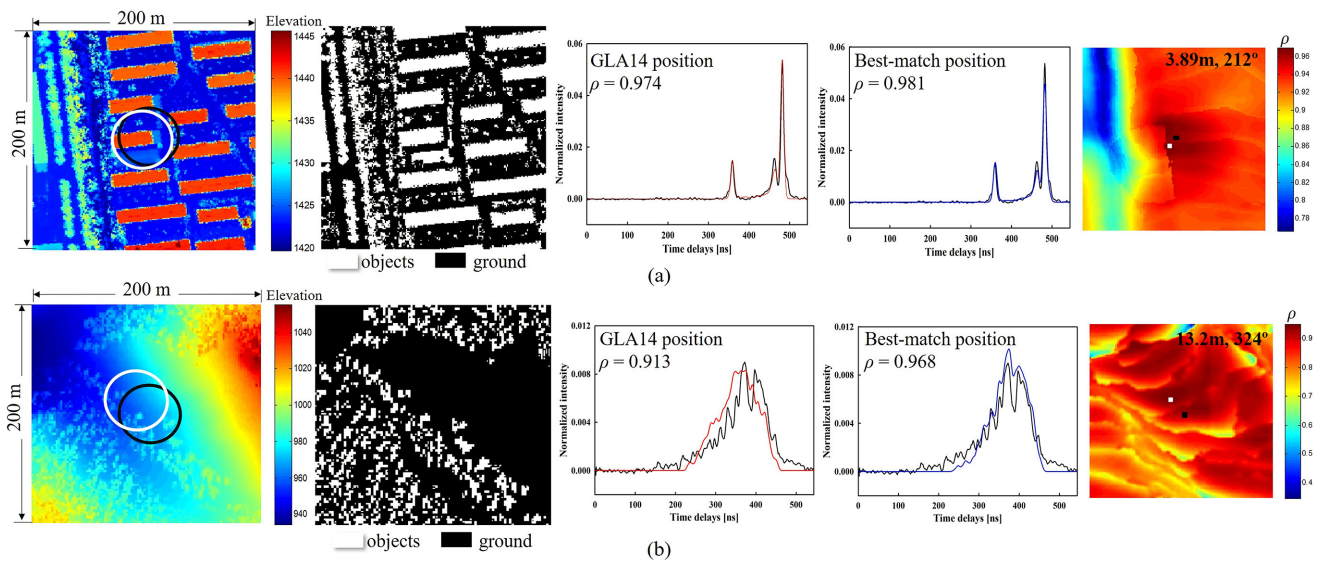 200 m
Elevation
200 m
1445
1440
1435
1430
1425
1420
objects ground
Normalized intensity
0.06
0.04
0.02
0.00
GLA14 position
ρ = 0.974
0 100 200 300 400 500
Time delays [ns]
Normalized intensity
0.06
0.04
0.02
0.00
Best-match position
ρ = 0.981
0 100 200 300 400 500
Time delays [ns]
3.89m, 212º
ρ
0.96
0.94
0.92
0.90
0.88
0.86
0.84
0.82
0.80
0.78
(a)
200 m
Elevation
200 m
1040
1020
1000
980
960
940
objects ground
Normalized intensity
0.012
0.008
0.004
0.000
GLA14 position
ρ = 0.913
0 100 200 300 400 500
Time delays [ns]
Normalized intensity
0.012
0.008
0.004
0.000
Best-match position
ρ = 0.968
0 100 200 300 400 500
Time delays [ns]
13.2m, 324º
ρ
0.9
0.8
0.7
0.6
0.5
0.4
(b)